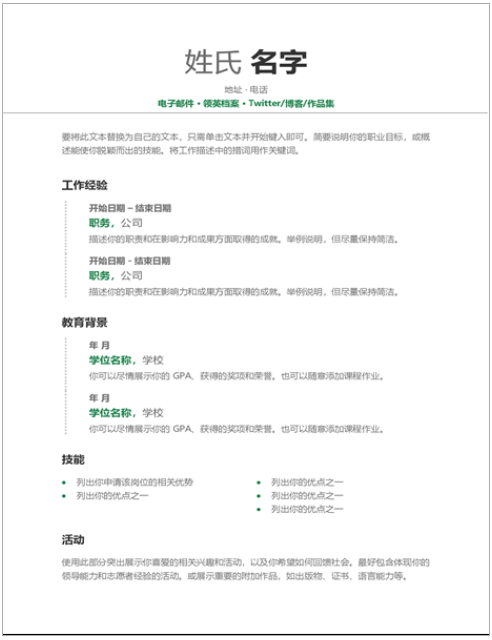 姓氏 名字
地址 · 电话
电子邮件 • 领英档案 • Twitter/博客/作品集
要将此文本替换为自己的文本，只需单击文本并开始键入即可。简要说明你的职业目标，或概
述能使你脱颖而出的技能。将工作描述中的措词用作关键词。
工作经验
开始日期 – 结束日期
职务，公司
描述你的职责和在影响力和成果方面取得的成就。举例说明，但尽量保持简洁。
开始日期 - 结束日期
职务，公司
描述你的职责和在影响力和成果方面取得的成就。举例说明，但尽量保持简洁。
教育背景
年 月
学位名称，学校
你可以尽情展示你的 GPA、获得的奖项和荣誉。也可以随意添加课程作业。
年 月
学位名称，学校
你可以尽情展示你的 GPA、获得的奖项和荣誉。也可以随意添加课程作业。
技能
• 列出你申请该岗位的相关优势
• 列出你的优点之一
• 列出你的优点之一
• 列出你的优点之一
• 列出你的优点之一
活动
使用此部分突出展示你喜爱的相关兴趣和活动，以及你希望如何回馈社会。最好包含体现你的
领导能力和志愿者经验的活动。或展示重要的附加作品，如出版物、证书、语言能力等。